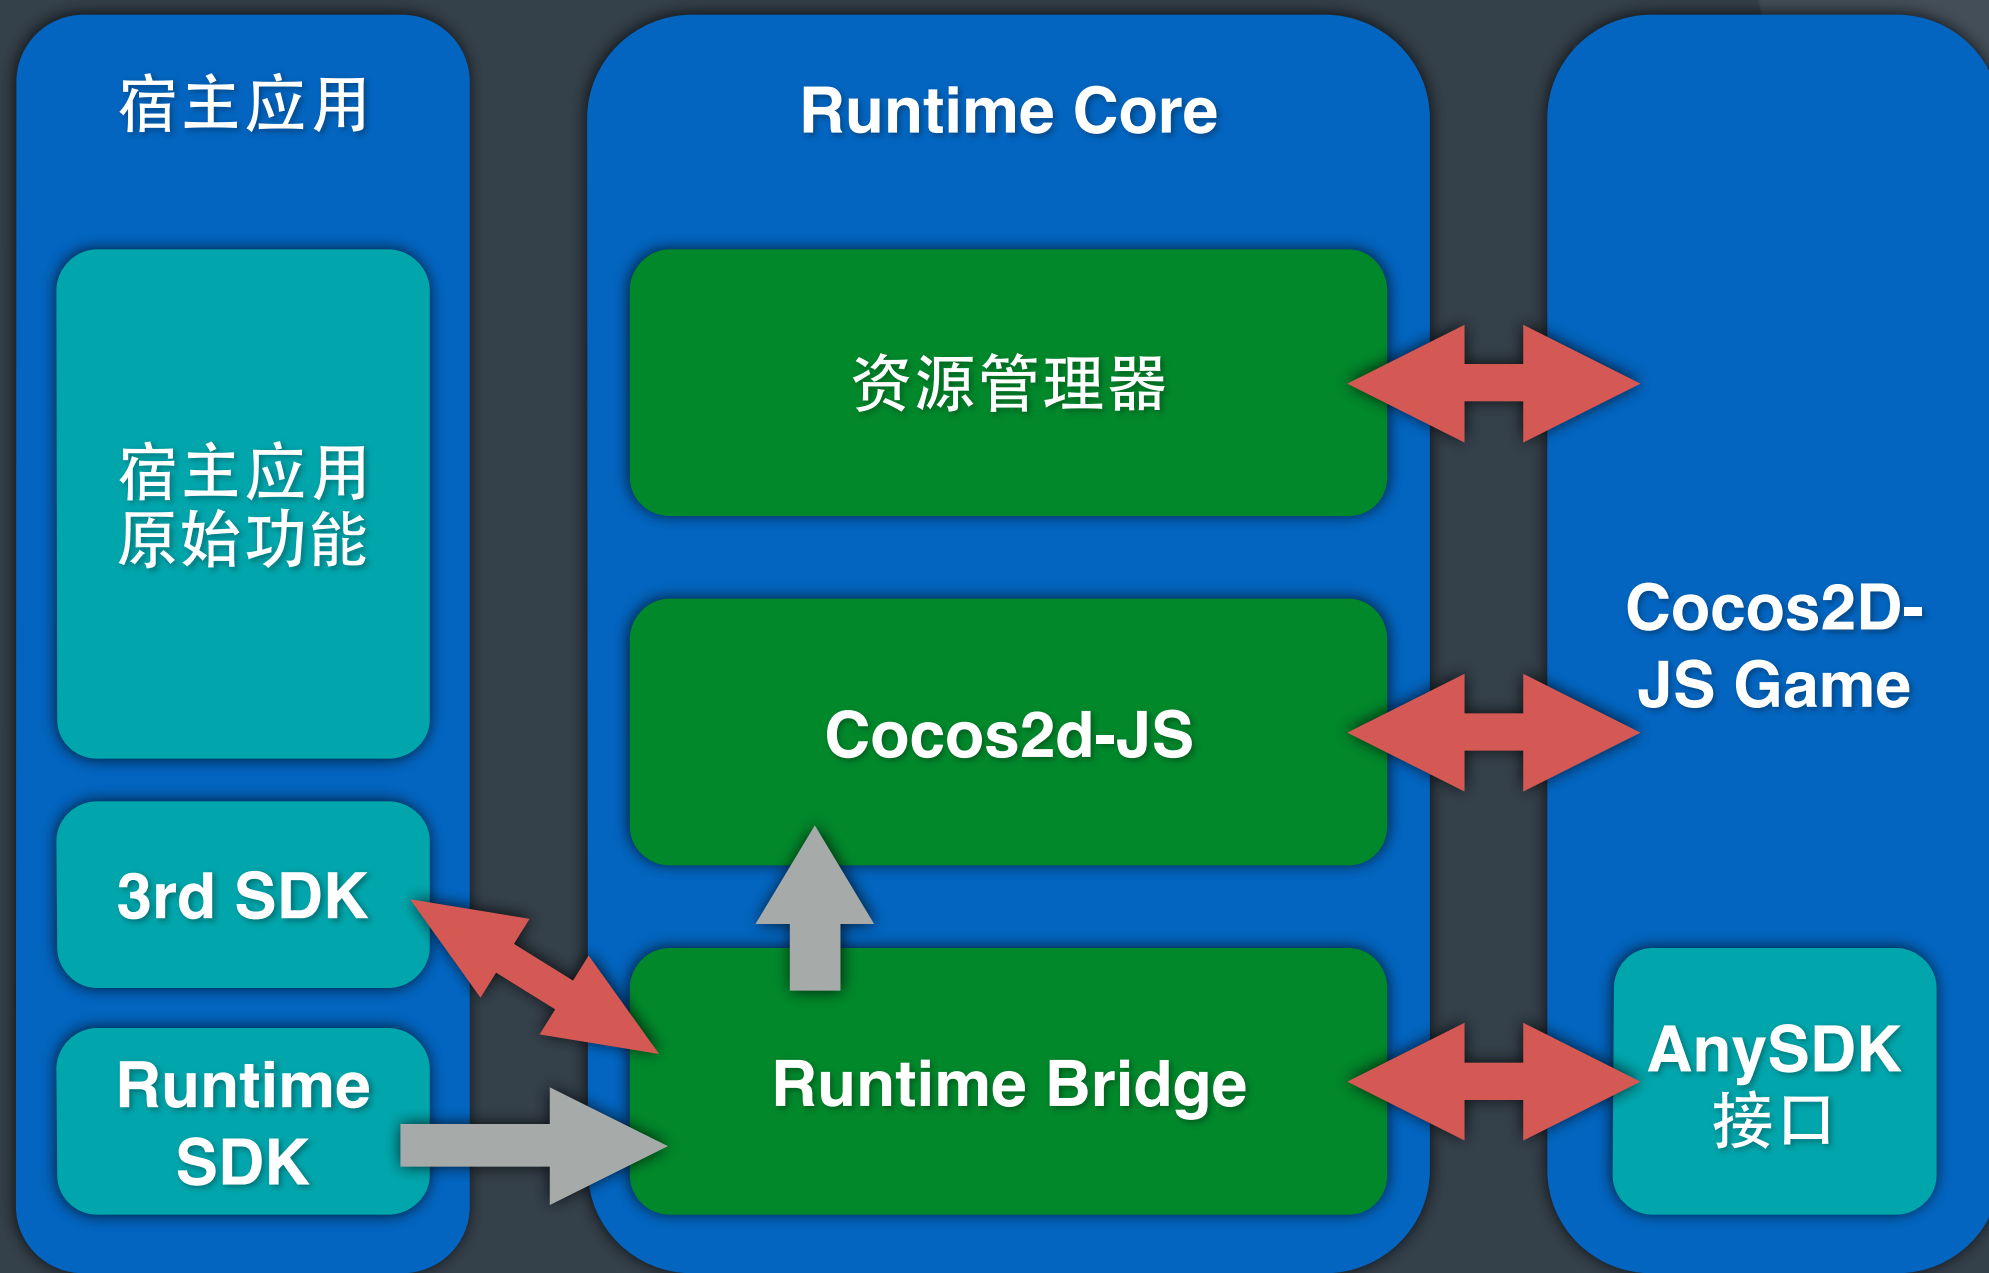 宿主应用
宿主应用
原始功能
3rd SDK
Runtime
SDK
Runtime Core
资源管理器
Cocos2d-JS
Runtime Bridge
Cocos2D-
JS Game
AnySDK
接口